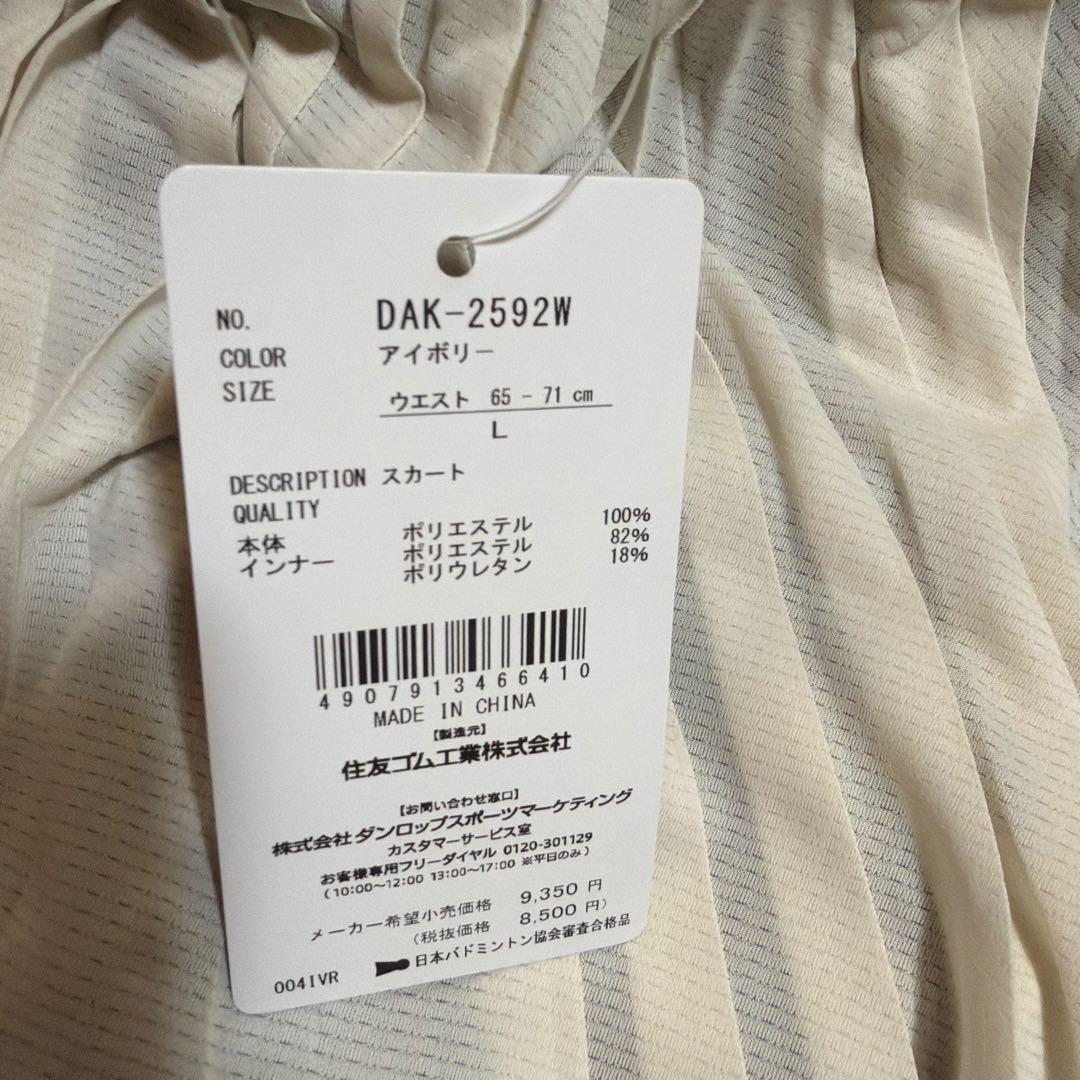 NO. DAK-2592W
COLOR アイボリー
SIZE ウエスト 65 - 71 cm
L
DESCRIPTION スカート
QUALITY
本体 ポリエステル 100%
インナー ポリエステル 82%
ポリウレタン 18%
4907913466410
MADE IN CHINA
【製造元】
住友ゴム工業株式会社
【お問い合わせ窓口】
株式会社ダンロップスポーツマーケティング
カスタマーサービス室
お客様専用フリーダイヤル 0120-301129
(10:00～12:00 13:00～17:00 ※平日のみ)
メーカー希望小売価格 9,350 円
(税抜価格 8,500 円)
日本バドミントン協会審査合格品
004IVR